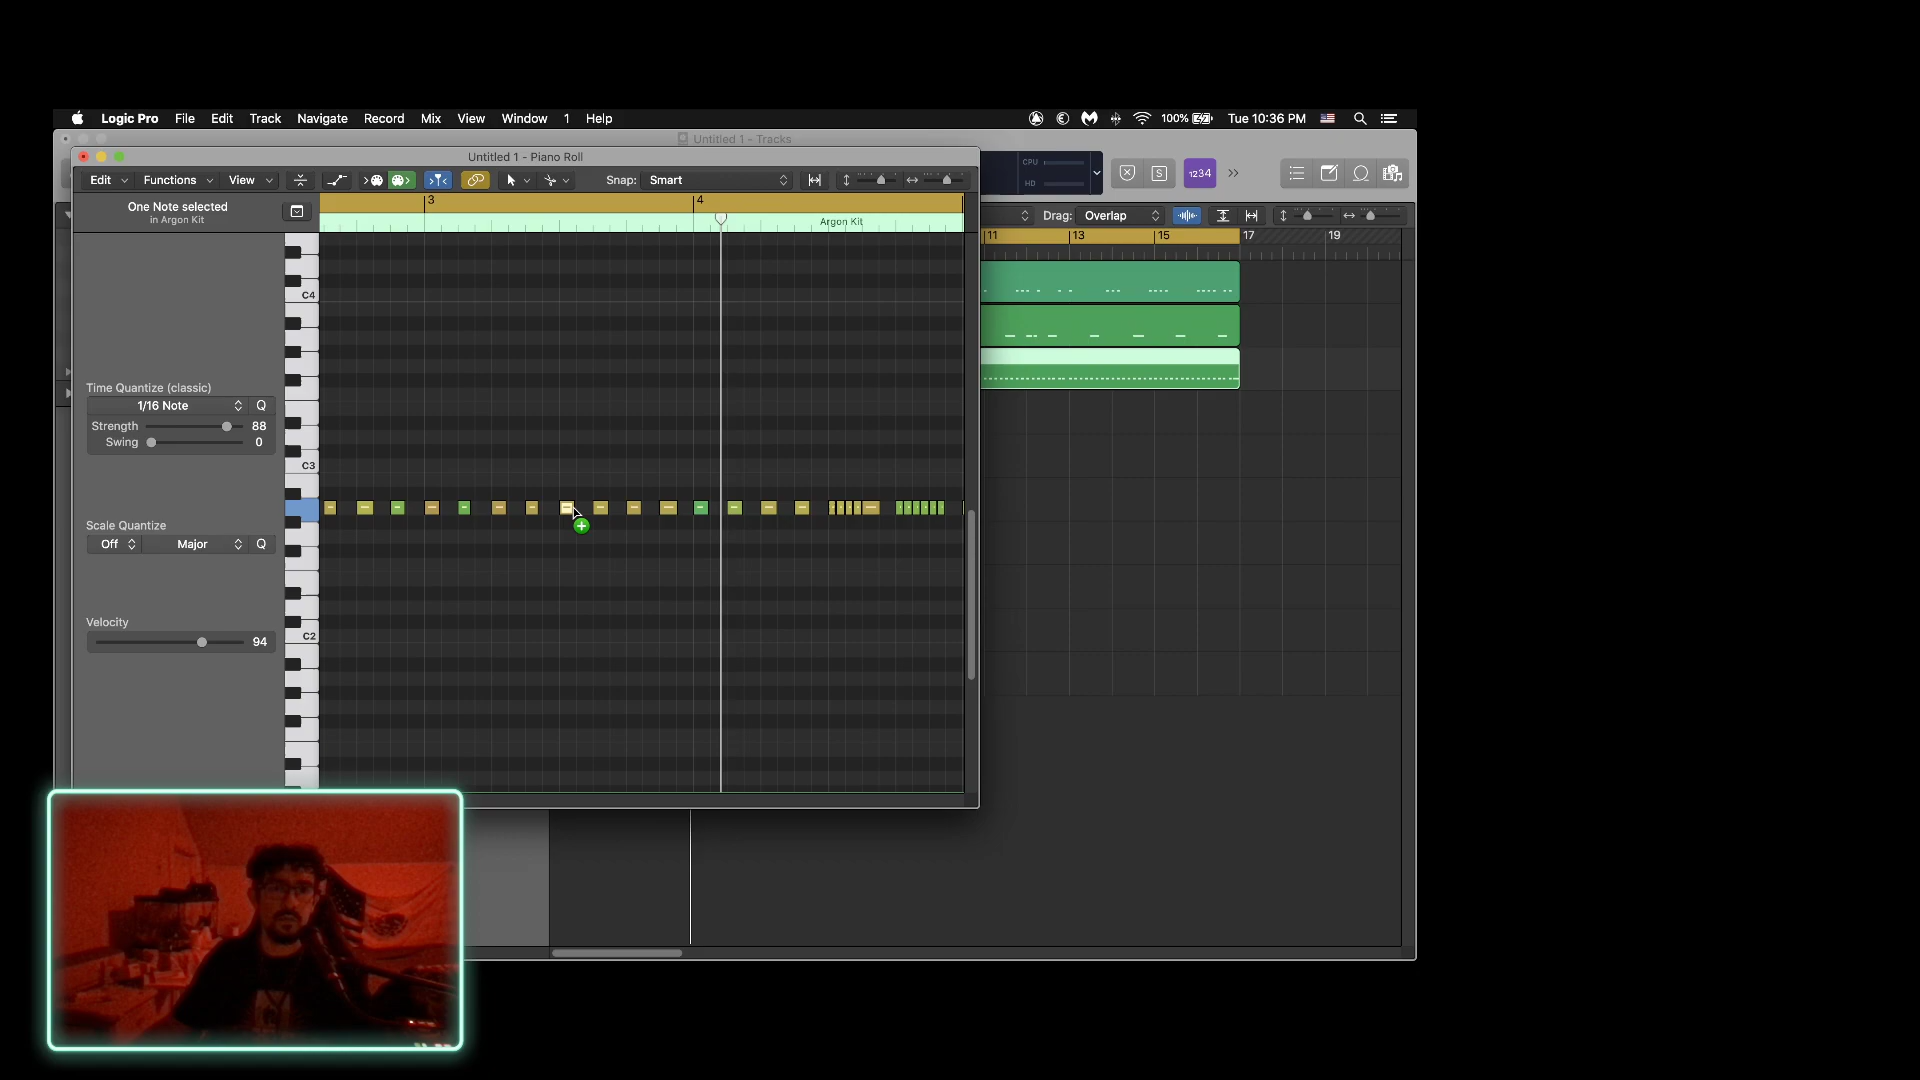 Logic Pro File Edit Track Navigate Record Mix View Window 1 Help
100% Tue 10:36 PM
Untitled 1 - Tracks
Untitled 1 - Piano Roll
CPU
HD
S
1234
Edit Functions View
Snap: Smart
One Note selected
in Argon Kit
3 4
Argon Kit
Drag: Overlap
11 13 15 17 19
C4
Time Quantize (classic)
1/16 Note Q
Strength 88
Swing 0
C3
Scale Quantize
Off Major Q
Velocity
94
C2